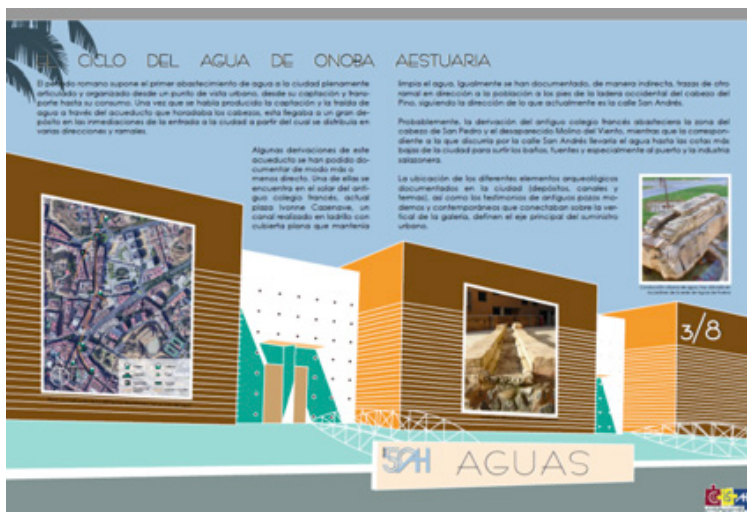 EL CICLO DEL AGUA DE ONOBA AESTUARIA
El periodo romano supone el primer abastecimiento de agua a la ciudad plenamente
articulado y organizado desde un punto de vista urbano, desde su captación y trans-
porte hasta su consumo. Una vez que se había producido la captación y la traída de
agua a través del acueducto que horadaba los cabezos, esta llegaba a un gran de-
pósito en las inmediaciones de la entrada a la ciudad a partir del cual se distribuía en
varias direcciones y ramales.
Algunas derivaciones de este
acueducto se han podido do-
cumentar de modo más o
menos directo. Una de ellas se
encuentra en el solar del anti-
guo colegio francés, actual
plaza Ivonne Cazenave, un
canal realizado en ladrillo con
cubierta plana que mantenía
limpia el agua. Igualmente se han documentado, de manera indirecta, trazas de otro
ramal en dirección a la población a los pies de la ladera occidental del cabezo del
Pino, siguiendo la dirección de lo que actualmente es la calle San Andrés.
Probablemente, la derivación del antiguo colegio francés abasteciera la zona del
cabezo de San Pedro y el desaparecido Molino del Viento, mientras que la correspon-
diente a la que discurría por la calle San Andrés llevaría el agua hasta las cotas más
bajas de la ciudad para surtir los baños, fuentes y especialmente al puerto y la industria
salazonera.
La ubicación de los diferentes elementos arqueológicos
documentados en la ciudad (depósitos, canales y
termas), así como los testimonios de antiguos pozos mo-
dernos y contemporáneos que conectaban sobre la ver-
tical de la galería, definen el eje principal del suministro
urbano.
3/8
AGUAS